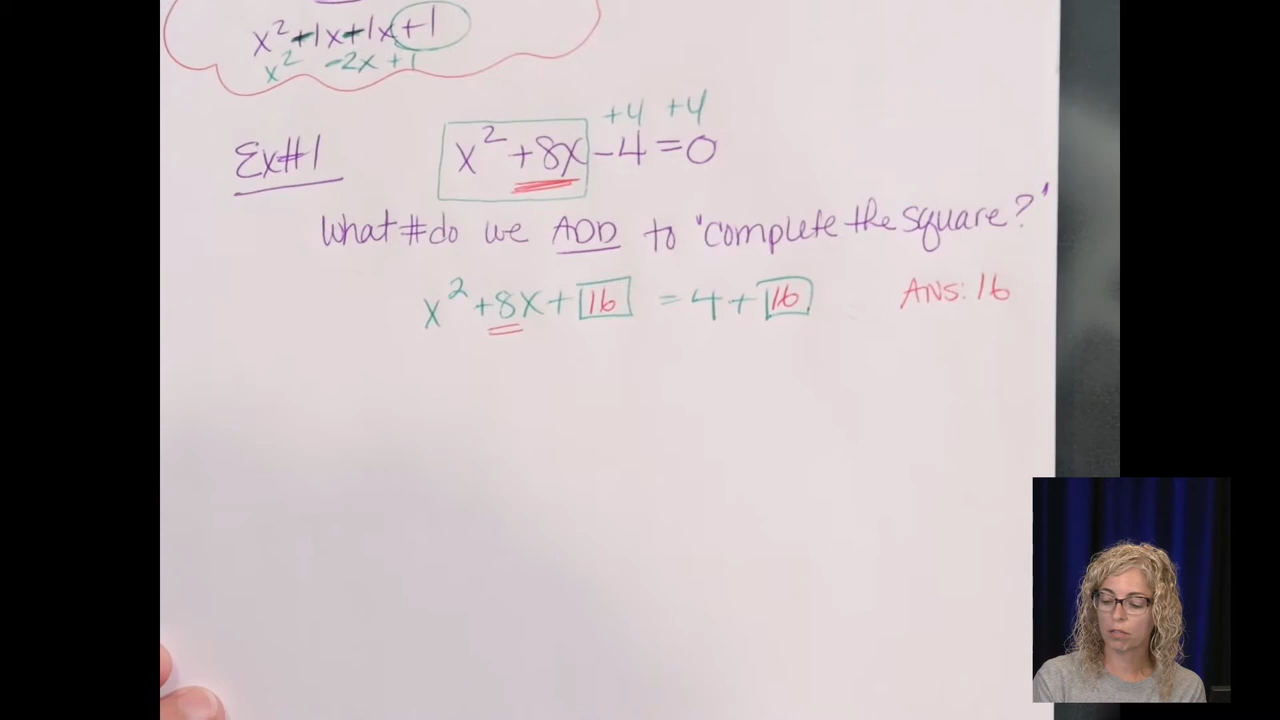 x² +1x+1x+1
x² -2x +1
+4 +4
Ex#1 x² +8x -4 = 0
What # do we ADD to "complete the square?"
x² +8x + 16 = 4 + 16 ANS: 16